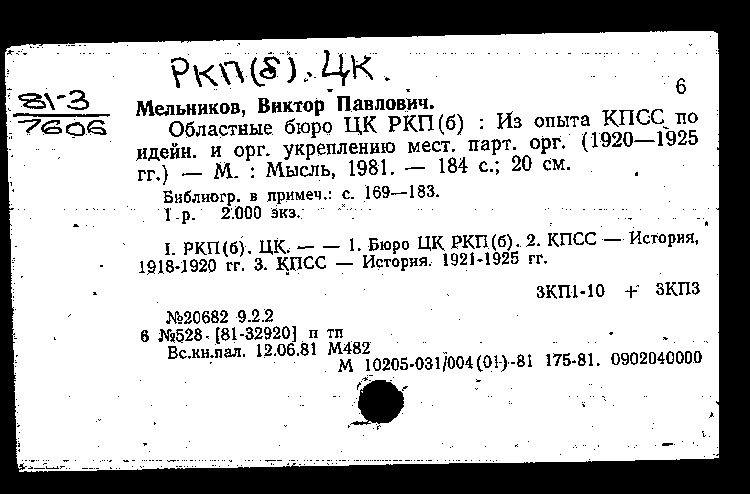 РКП(б). ЦК.
6
81-3
7606
Мельников, Виктор Павлович.
Областные бюро ЦК РКП(б) : Из опыта КПСС по
идейн. и орг. укреплению мест. парт. орг. (1920—1925
гг.) — М. : Мысль, 1981. — 184 с.; 20 см.
Библиогр. в примеч.: с. 169—183.
1 р. 2.000 экз.
I. РКП(б). ЦК. — — 1. Бюро ЦК РКП(б). 2. КПСС — История,
1918-1920 гг. 3. КПСС — История. 1921-1925 гг.
3КП1-10 + 3КП3
№20682 9.2.2
6 №528 [81-32920] п тп
Вс.кн.пал. 12.06.81 М482
М 10205-031/004(01)-81 175-81. 0902040000